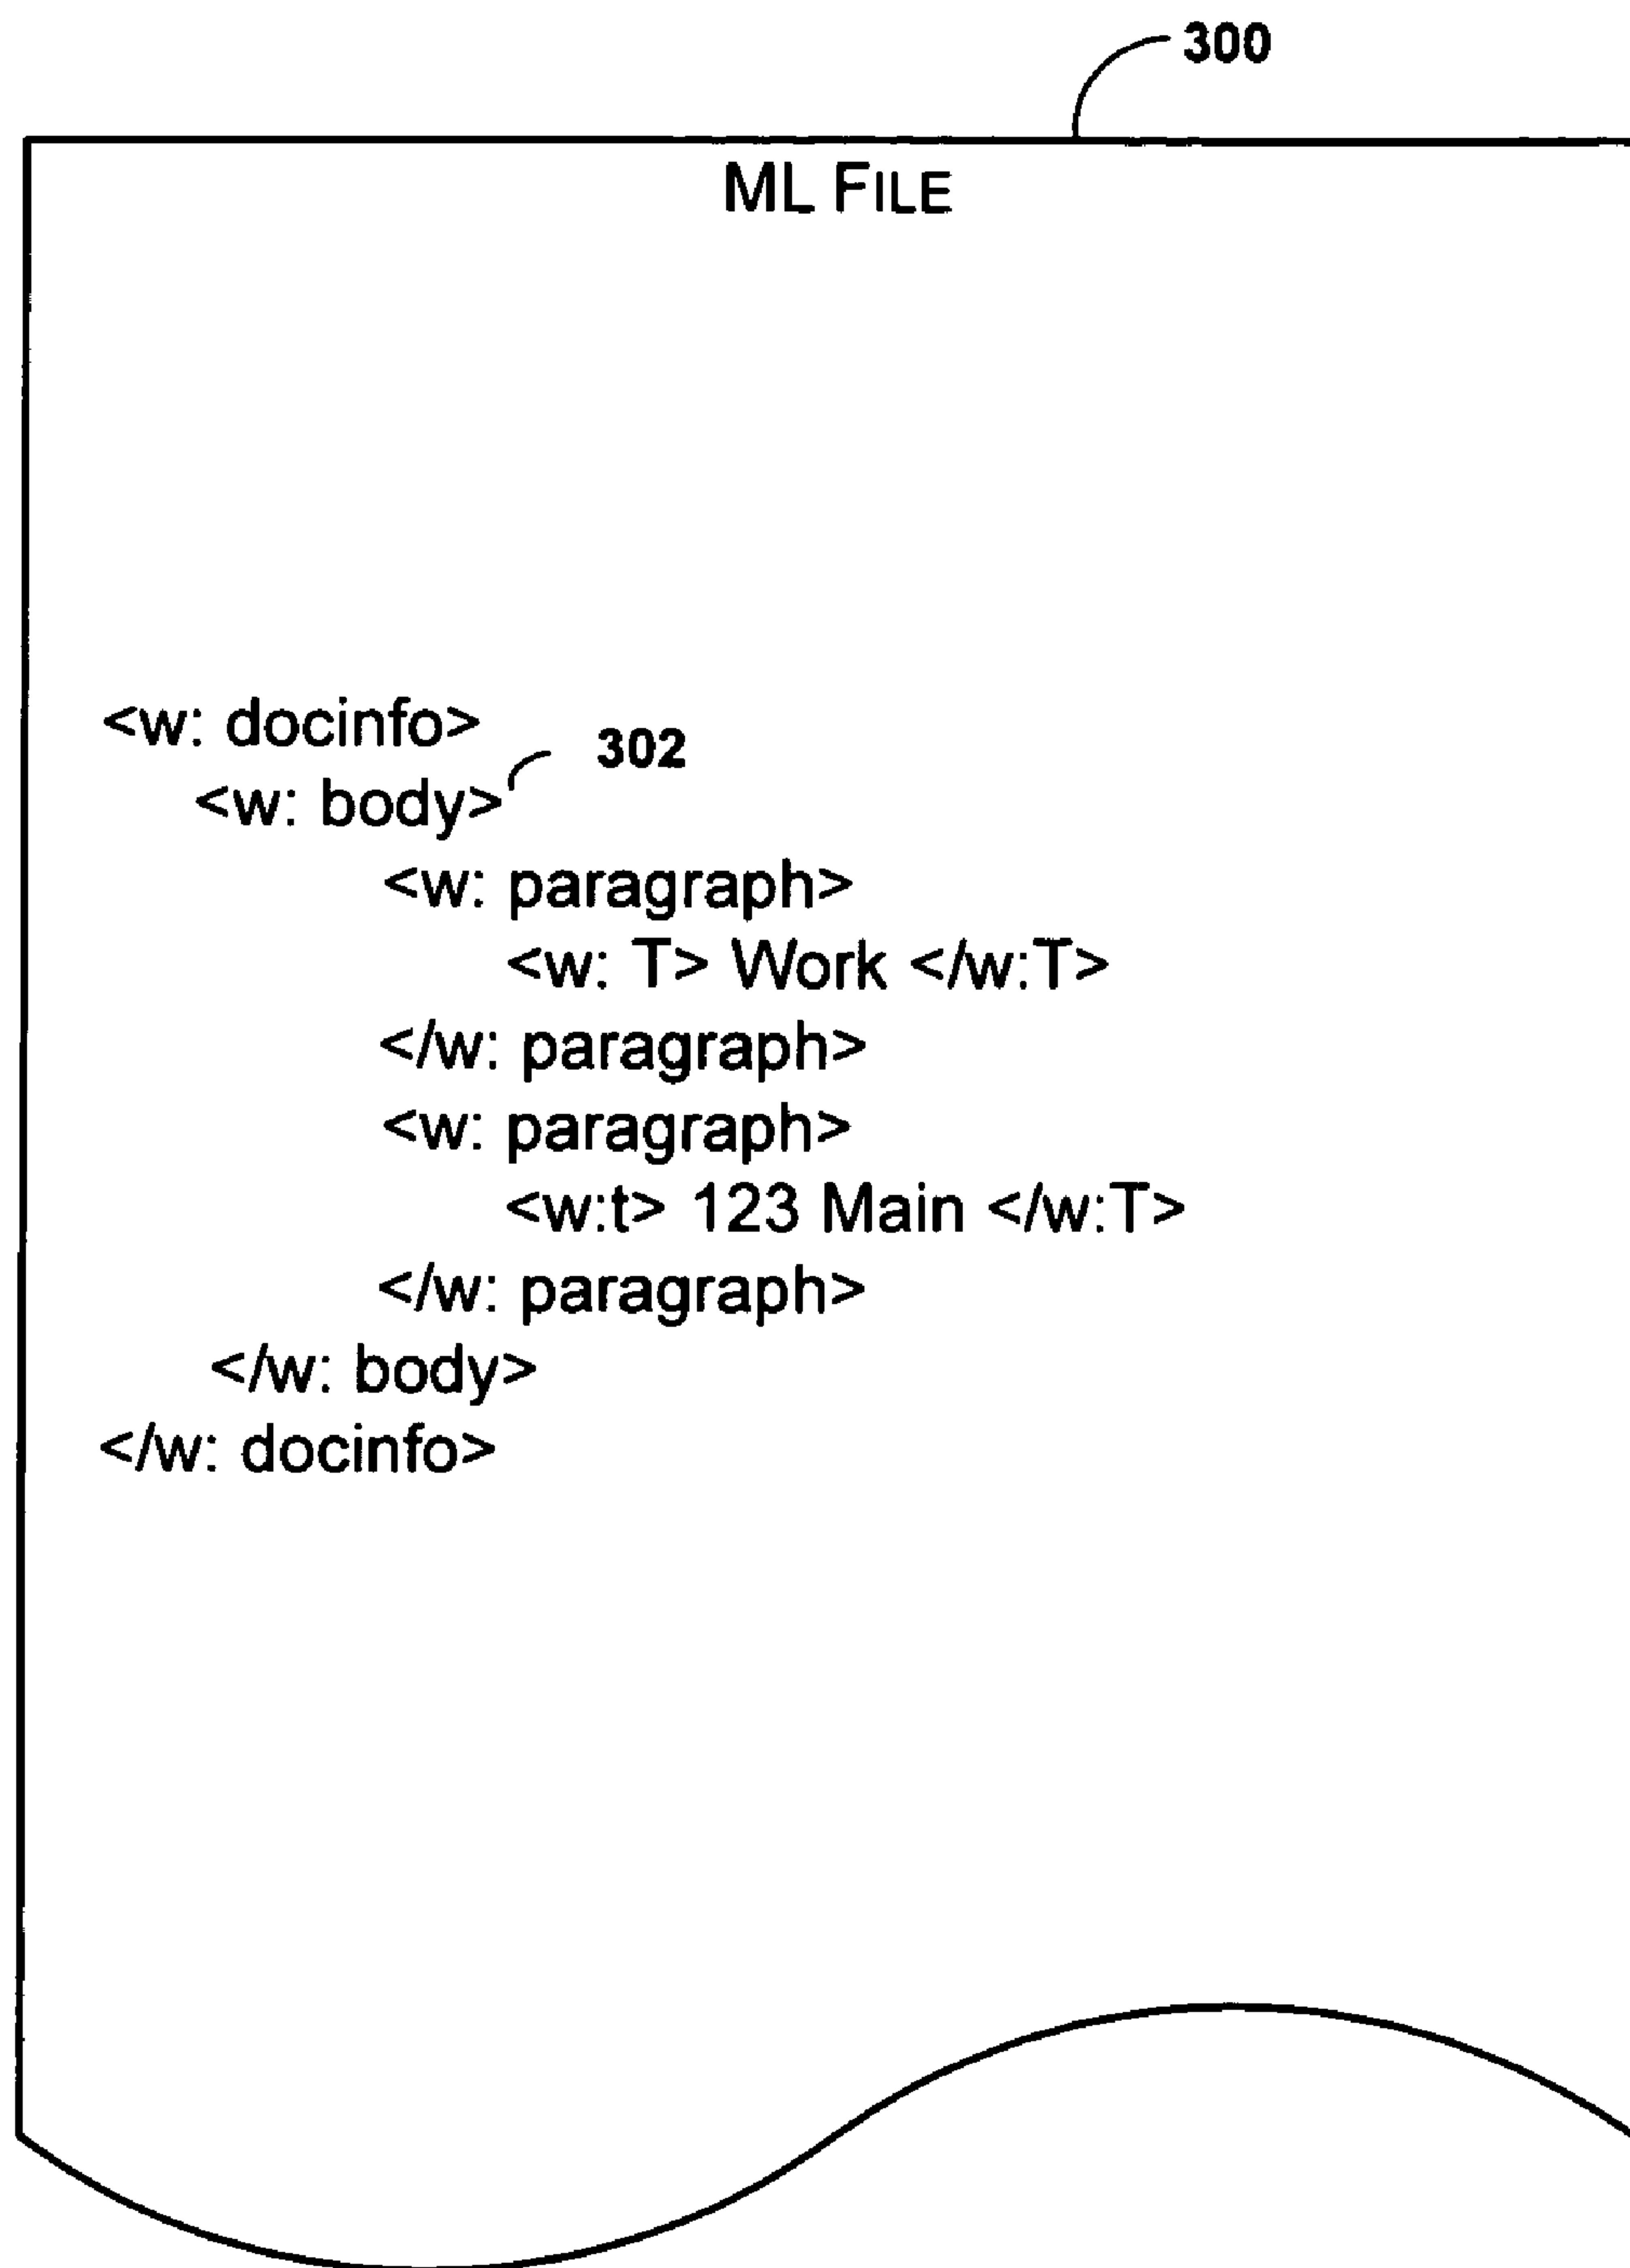 300
ML FILE
<w: docinfo>
302
<w: body>
<w: paragraph>
<w: T> Work </w:T>
</w: paragraph>
<w: paragraph>
<w:t> 123 Main </w:T>
</w: paragraph>
</w: body>
</w: docinfo>